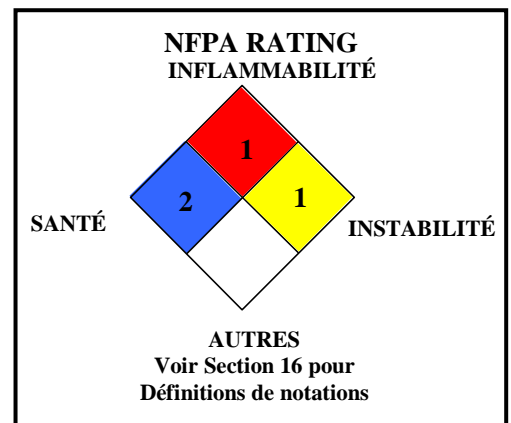 NFPA RATING
INFLAMMABILITÉ
1
2
1
SANTÉ
INSTABILITÉ
AUTRES
Voir Section 16 pour
Définitions de notations